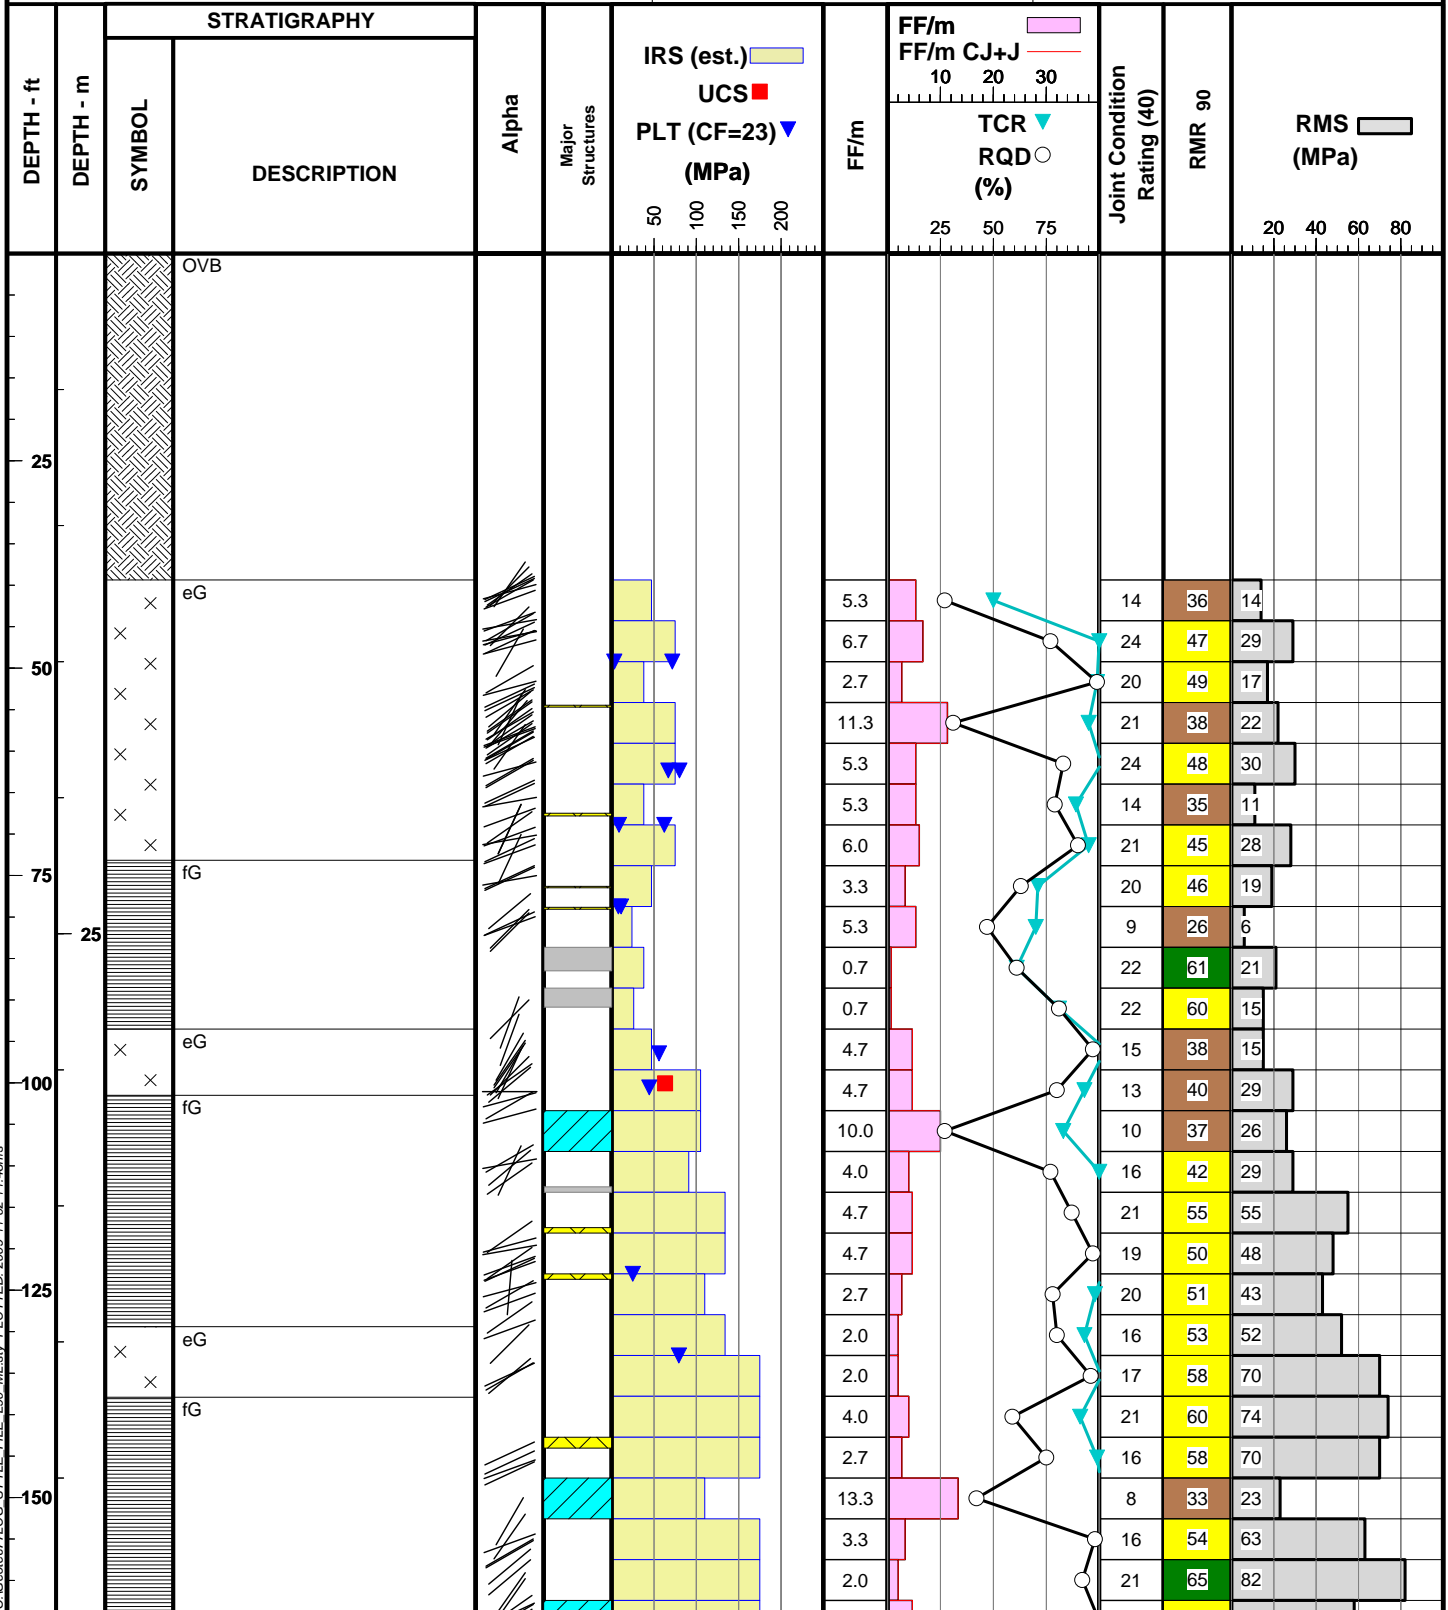 STRATIGRAPHY
DEPTH - ft
DEPTH - m
SYMBOL
DESCRIPTION
Alpha
Major
Structures
IRS (est.)
UCS
PLT (CF=23)
(MPa)
50 100 150 200
FF/m
FF/m
FF/m CJ+J
10 20 30
TCR
RQD
(%)
25 50 75
Joint Condition
Rating (40)
RMR 90
RMS
(MPa)
20 40 60 80
OVB
25
eG
5.3 14 36 14
6.7 24 47 29
50
2.7 20 49 17
11.3 21 38 22
5.3 24 48 30
5.3 14 35 11
6.0 21 45 28
fG
75
3.3 20 46 19
5.3 9 26 6
25
0.7 22 61 21
0.7 22 60 15
eG
4.7 15 38 15
100
4.7 13 40 29
fG
10.0 10 37 26
4.0 16 42 29
4.7 21 55 55
4.7 19 50 48
125
2.7 20 51 43
eG
2.0 16 53 52
2.0 17 58 70
fG
4.0 21 60 74
2.7 16 58 70
150
13.3 8 33 23
3.3 16 54 63
2.0 21 65 82